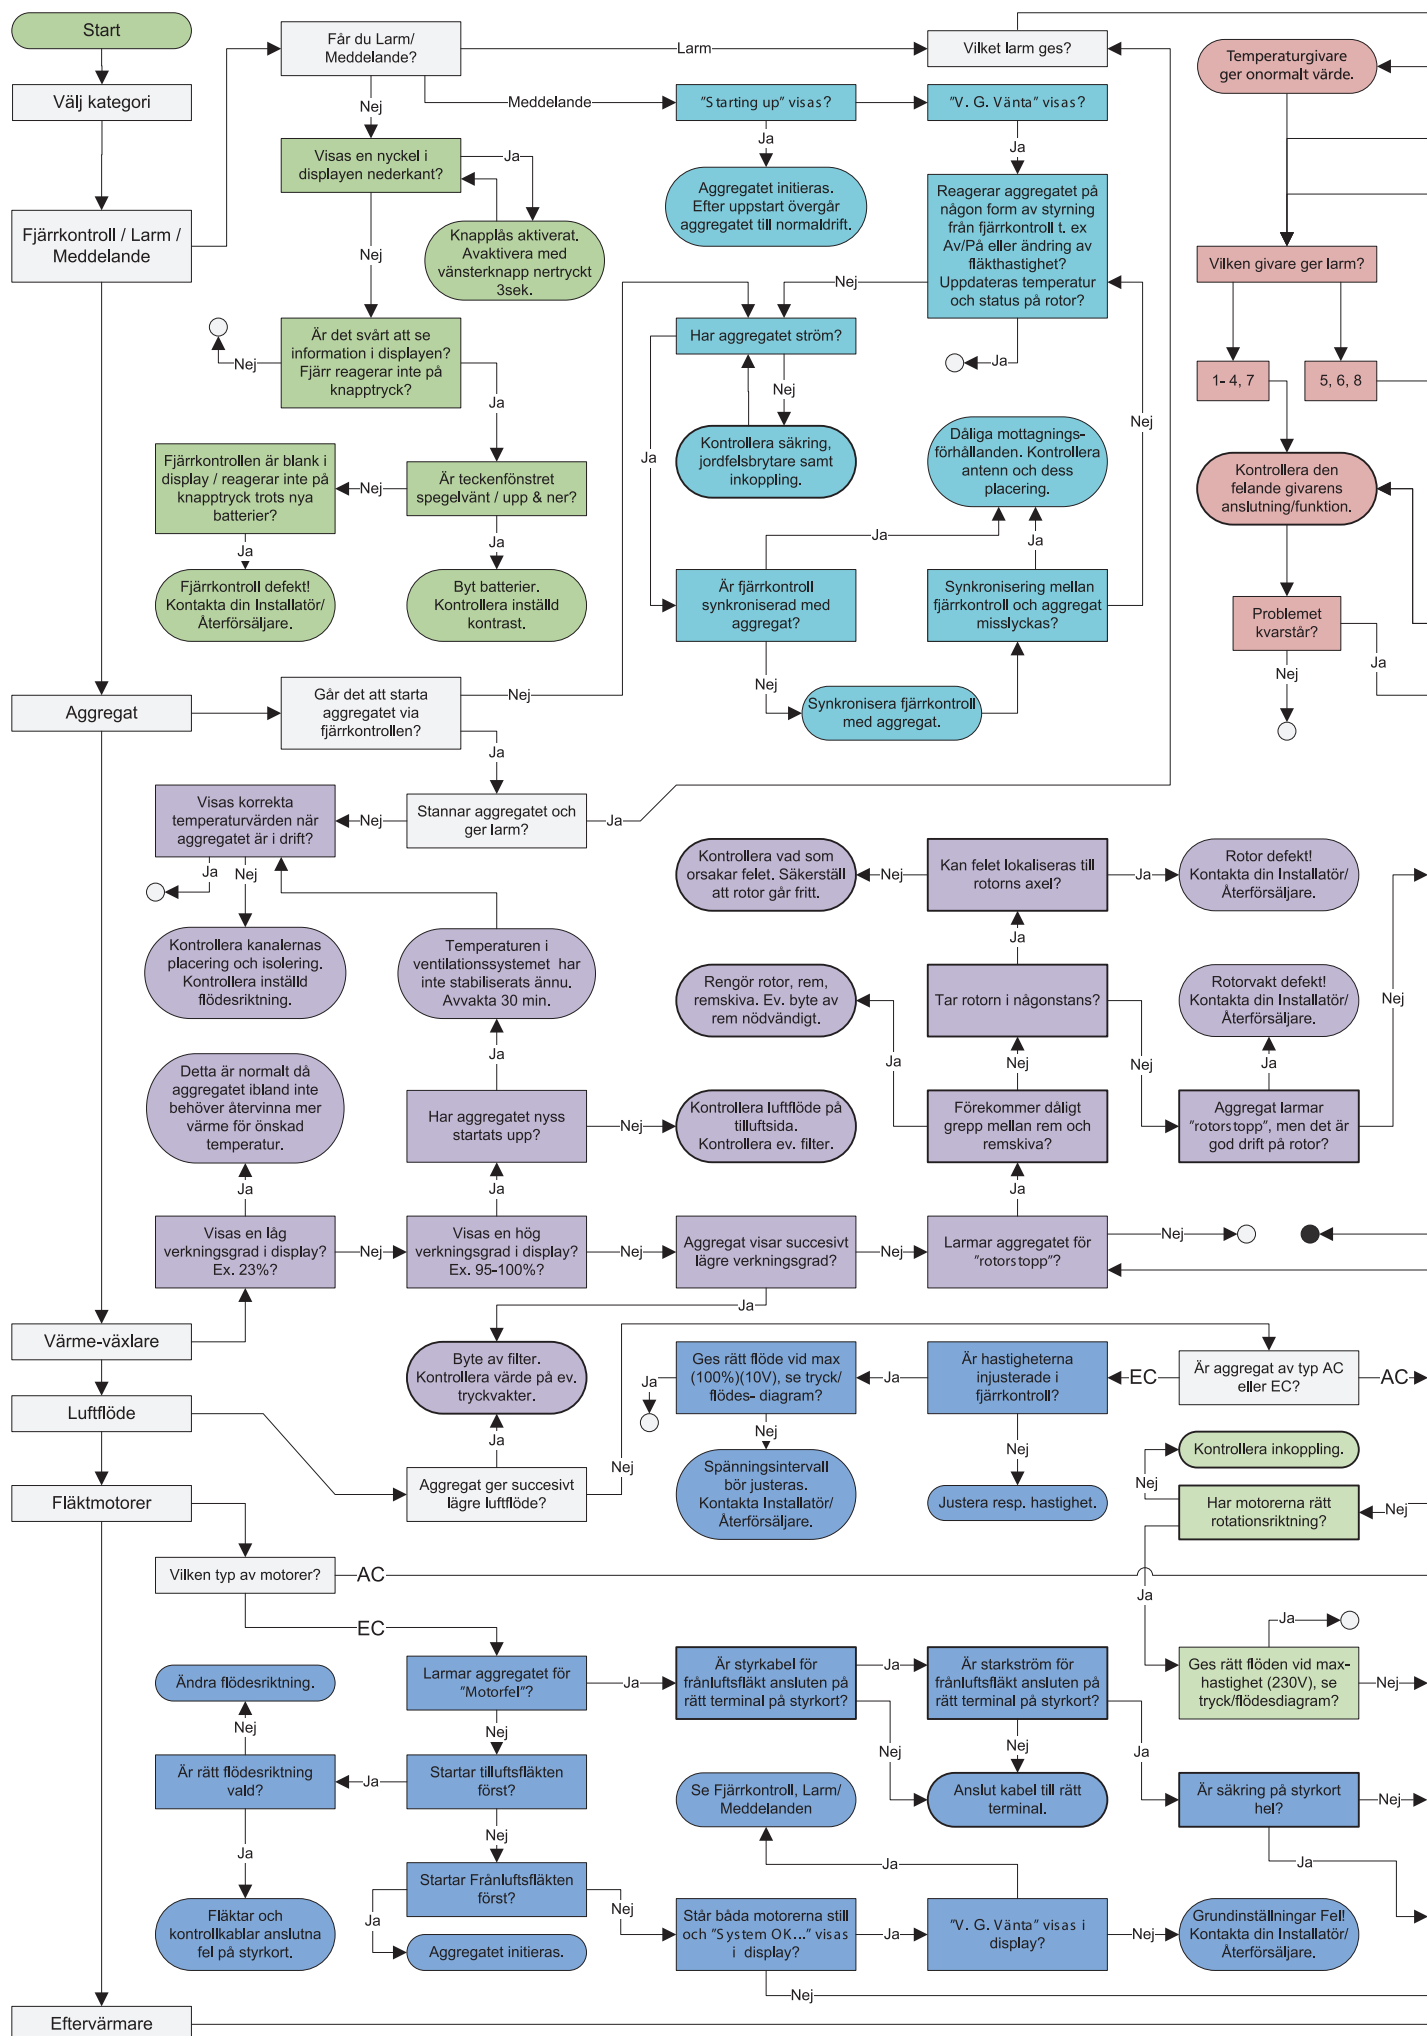 Start
Välj kategori
Fjärrkontroll / Larm /
Meddelande
Får du Larm/
Meddelande?
Larm
Vilket larm ges?
Meddelande
Nej
"Starting up" visas?
"V. G. Vänta" visas?
Ja
Ja
Visas en nyckel i
displayen nederkant?
Ja
Knapplås aktiverat.
Avaktivera med
vänsterknapp nertryckt
3sek.
Nej
Aggregatet initieras.
Efter uppstart övergår
aggregatet till normaldrift.
Reagerar aggregatet på
någon form av styrning
från fjärrkontroll t. ex
Av/På eller ändring av
fläkthastighet?
Uppdateras temperatur
och status på rotor?
Nej
Ja
Temperaturgivare
ger onormalt värde.
Vilken givare ger larm?
1- 4, 7
5, 6, 8
Kontrollera den
felande givarens
anslutning/funktion.
Problemet
kvarstår?
Ja
Nej
Är det svårt att se
information i displayen?
Fjärr reagerar inte på
knapptryck?
Nej
Ja
Har aggregatet ström?
Nej
Ja
Kontrollera säkring,
jordfelsbrytare samt
inkoppling.
Dåliga mottagnings-
förhållanden. Kontrollera
antenn och dess
placering.
Nej
Fjärrkontrollen är blank i
display / reagerar inte på
knapptryck trots nya
batterier?
Nej
Är teckenfönstret
spegelvänt / upp & ner?
Ja
Ja
Fjärrkontroll defekt!
Kontakta din Installatör/
Återförsäljare.
Byt batterier.
Kontrollera inställd
kontrast.
Ja
Ja
Är fjärrkontroll
synkroniserad med
aggregat?
Synkronisering mellan
fjärrkontroll och aggregat
misslyckas?
Nej
Synkronisera fjärrkontroll
med aggregat.
Aggregat
Går det att starta
aggregatet via
fjärrkontrollen?
Nej
Ja
Visas korrekta
temperaturvärden när
aggregatet är i drift?
Nej
Stannar aggregatet och
ger larm?
Ja
Ja
Nej
Kontrollera kanalernas
placering och isolering.
Kontrollera inställd
flödesriktning.
Temperaturen i
ventilationssystemet har
inte stabiliserats ännu.
Avvakta 30 min.
Kontrollera vad som
orsakar felet. Säkerställ
att rotor går fritt.
Nej
Kan felet lokaliseras till
rotorns axel?
Ja
Rotor defekt!
Kontakta din Installatör/
Återförsäljare.
Ja
Rengör rotor, rem,
remskiva. Ev. byte av
rem nödvändigt.
Tar rotorn i någonstans?
Rotorvakt defekt!
Kontakta din Installatör/
Återförsäljare.
Nej
Ja
Ja
Nej
Nej
Ja
Detta är normalt då
aggregatet ibland inte
behöver återvinna mer
värme för önskad
temperatur.
Har aggregatet nyss
startats upp?
Nej
Kontrollera luftflöde på
tilluftsida.
Kontrollera ev. filter.
Förekommer dåligt
grepp mellan rem och
remskiva?
Aggregat larmar
"rotorstopp", men det är
god drift på rotor?
Ja
Ja
Ja
Visas en låg
verkningsgrad i display?
Ex. 23%?
Nej
Visas en hög
verkningsgrad i display?
Ex. 95-100%?
Nej
Aggregat visar succesivt
lägre verkningsgrad?
Nej
Larmar aggregatet för
"rotorstopp"?
Nej
Ja
Värme-växlare
Byte av filter.
Kontrollera värde på ev.
tryckvakter.
Ja
Ges rätt flöde vid max
(100%)(10V), se tryck/
flödes- diagram?
Ja
Är hastigheterna
injusterade i
fjärrkontroll?
EC
Är aggregat av typ AC
eller EC?
AC
Luftflöde
Ja
Nej
Nej
Nej
Aggregat ger succesivt
lägre luftflöde?
Spänningsintervall
bör justeras.
Kontakta Installatör/
Återförsäljare.
Justera resp. hastighet.
Kontrollera inkoppling.
Nej
Har motorerna rätt
rotationsriktning?
Nej
Ja
Fläktmotorer
Vilken typ av motorer?
AC
EC
Ja
Ges rätt flöden vid max-
hastighet (230V), se
tryck/flödesdiagram?
Nej
Ändra flödesriktning.
Larmar aggregatet för
"Motorfel"?
Ja
Är styrkabel för
frånluftsfläkt ansluten på
rätt terminal på styrkort?
Ja
Är starkström för
frånluftsfläkt ansluten på
rätt terminal på styrkort?
Nej
Nej
Nej
Nej
Ja
Är rätt flödesriktning
vald?
Ja
Startar tilluftsfläkten
först?
Se Fjärrkontroll, Larm/
Meddelanden
Anslut kabel till rätt
terminal.
Är säkring på styrkort
hel?
Nej
Ja
Nej
Ja
Ja
Startar Frånluftsfläkten
först?
Nej
Ja
Fläktar och
kontrollkablar anslutna
fel på styrkort.
Aggregatet initieras.
Står båda motorerna still
och "System OK..." visas
i display?
Ja
"V. G. Vänta" visas i
display?
Nej
Grundinställningar Fel!
Kontakta din Installatör/
Återförsäljare.
Nej
Eftervärmare